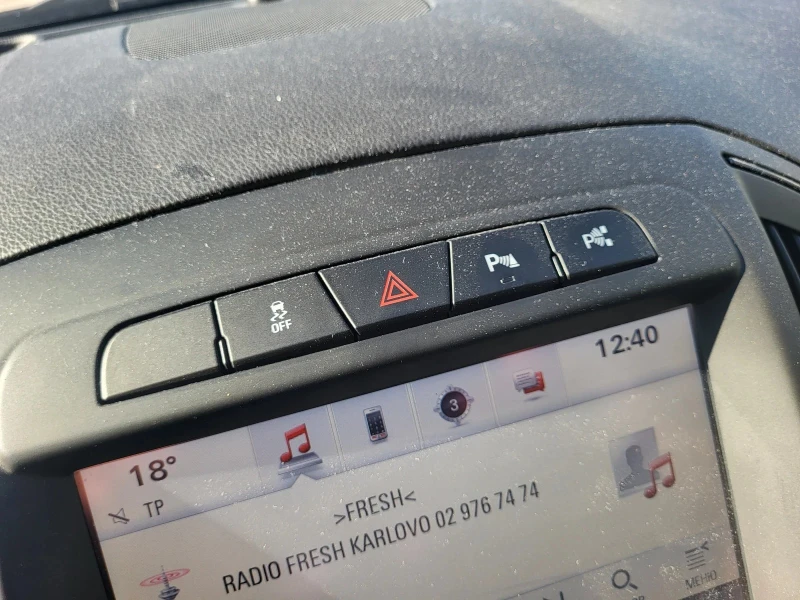 OFF
P
P
12:40
3
18°
TP
>FRESH<
RADIO FRESH KARLOVO 02 976 74 74
МЕНЮ